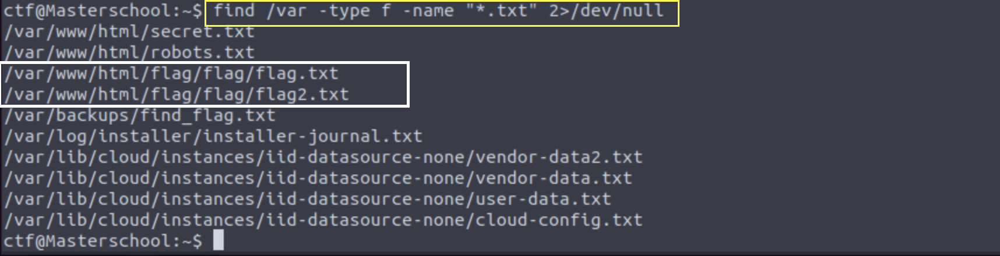 ctf@Masterschool:~$ find /var -type f -name "*.txt" 2>/dev/null
/var/www/html/secret.txt
/var/www/html/robots.txt
/var/www/html/flag/flag/flag.txt
/var/www/html/flag/flag/flag2.txt
/var/backups/find_flag.txt
/var/log/installer/installer-journal.txt
/var/lib/cloud/instances/iid-datasource-none/vendor-data2.txt
/var/lib/cloud/instances/iid-datasource-none/vendor-data.txt
/var/lib/cloud/instances/iid-datasource-none/user-data.txt
/var/lib/cloud/instances/iid-datasource-none/cloud-config.txt
ctf@Masterschool:~$